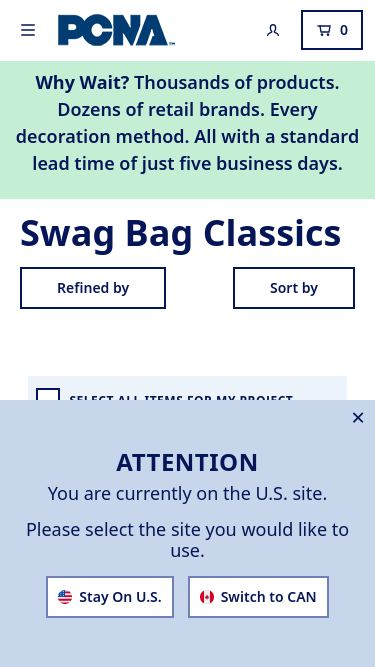 PCNA
0
Why Wait? Thousands of products.
Dozens of retail brands. Every
decoration method. All with a standard
lead time of just five business days.
Swag Bag Classics
Refined by
Sort by
SELECT ALL ITEMS FOR MY PROJECT
ATTENTION
You are currently on the U.S. site.
Please select the site you would like to
use.
Stay On U.S.
Switch to CAN